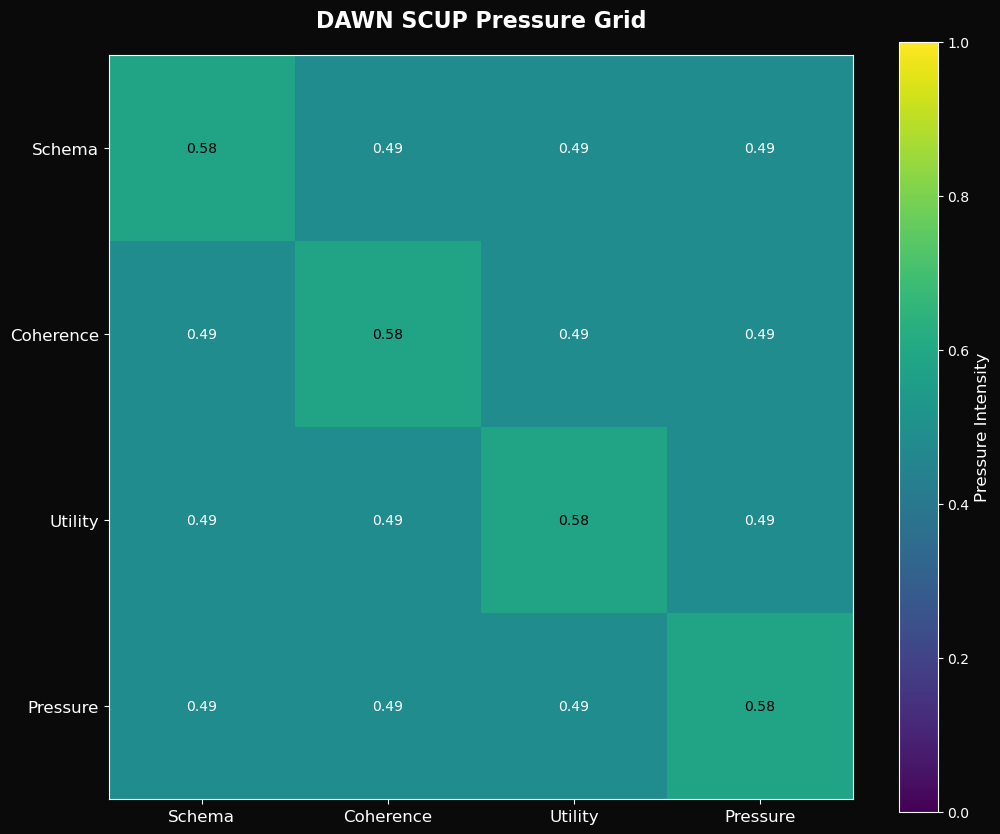 DAWN SCUP Pressure Grid
Schema 0.58 0.49 0.49 0.49
Coherence 0.49 0.58 0.49 0.49
Utility 0.49 0.49 0.58 0.49
Pressure 0.49 0.49 0.49 0.58
Schema Coherence Utility Pressure
1.0
0.8
0.6
0.4
0.2
0.0
Pressure Intensity